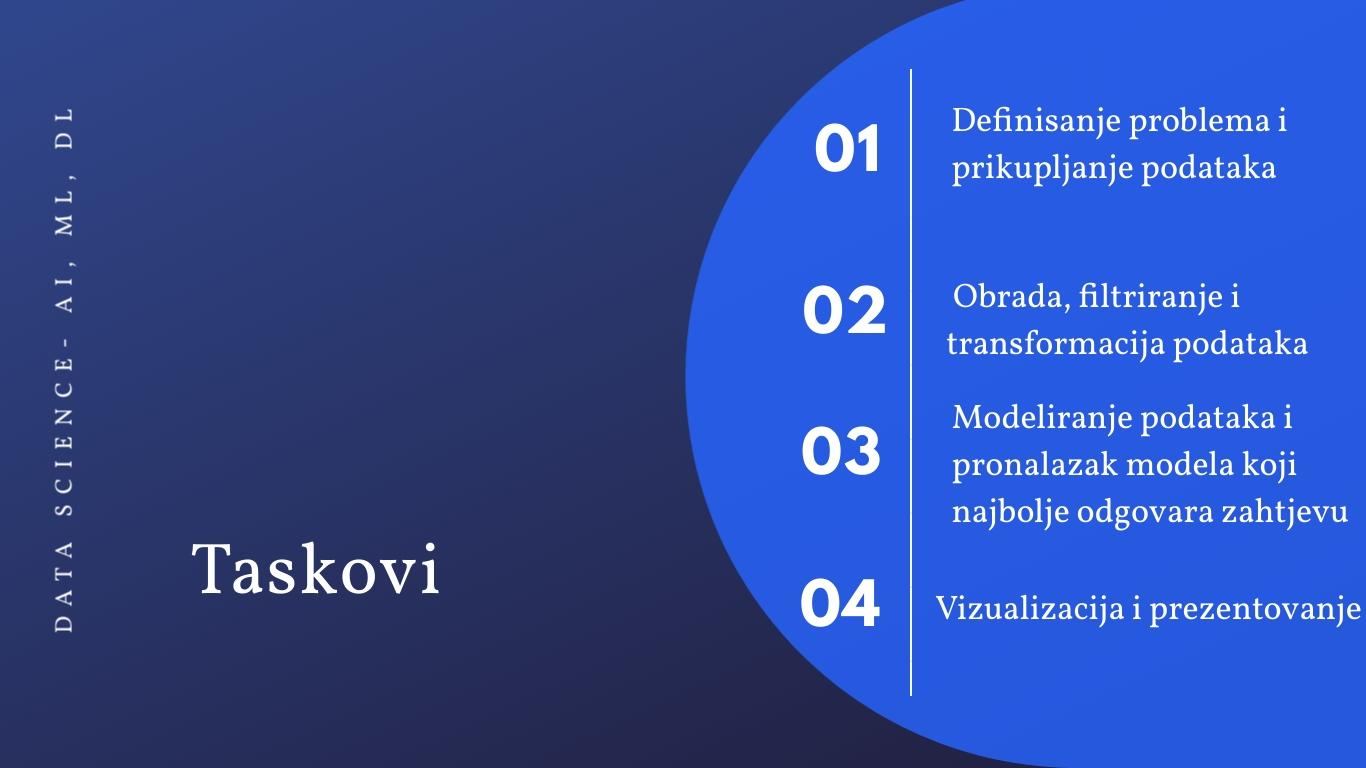 DATA SCIENCE- AI, ML, DL
Taskovi
01
Definisanje problema i
prikupljanje podataka
02
Obrada, filtriranje i
transformacija podataka
03
Modeliranje podataka i
pronalazak modela koji
najbolje odgovara zahtjevu
04
Vizualizacija i prezentovanje